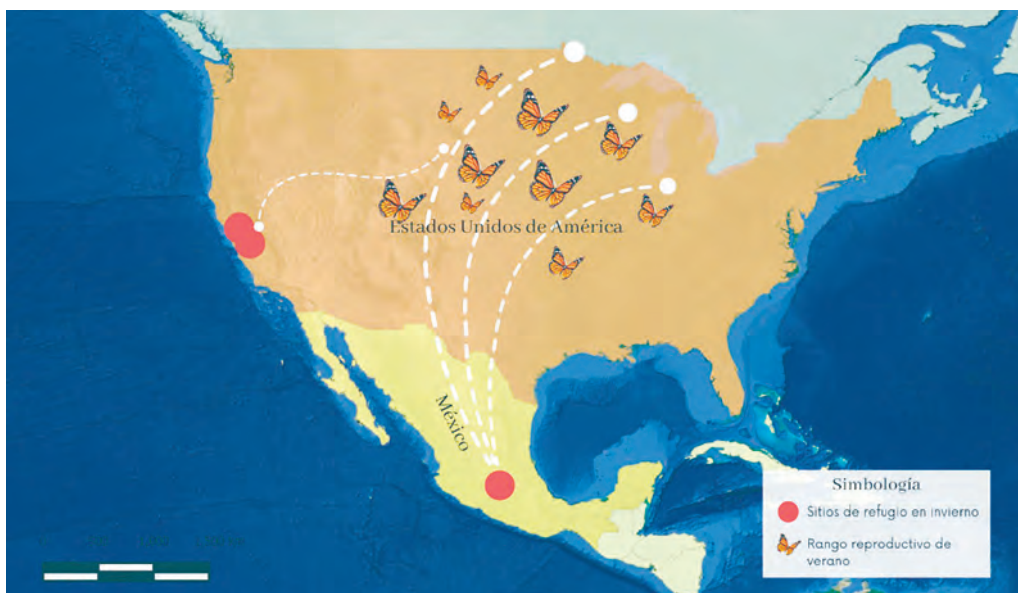 Estados Unidos de América
México
Simbología
Sitios de refugio en invierno
Rango reproductivo de
verano